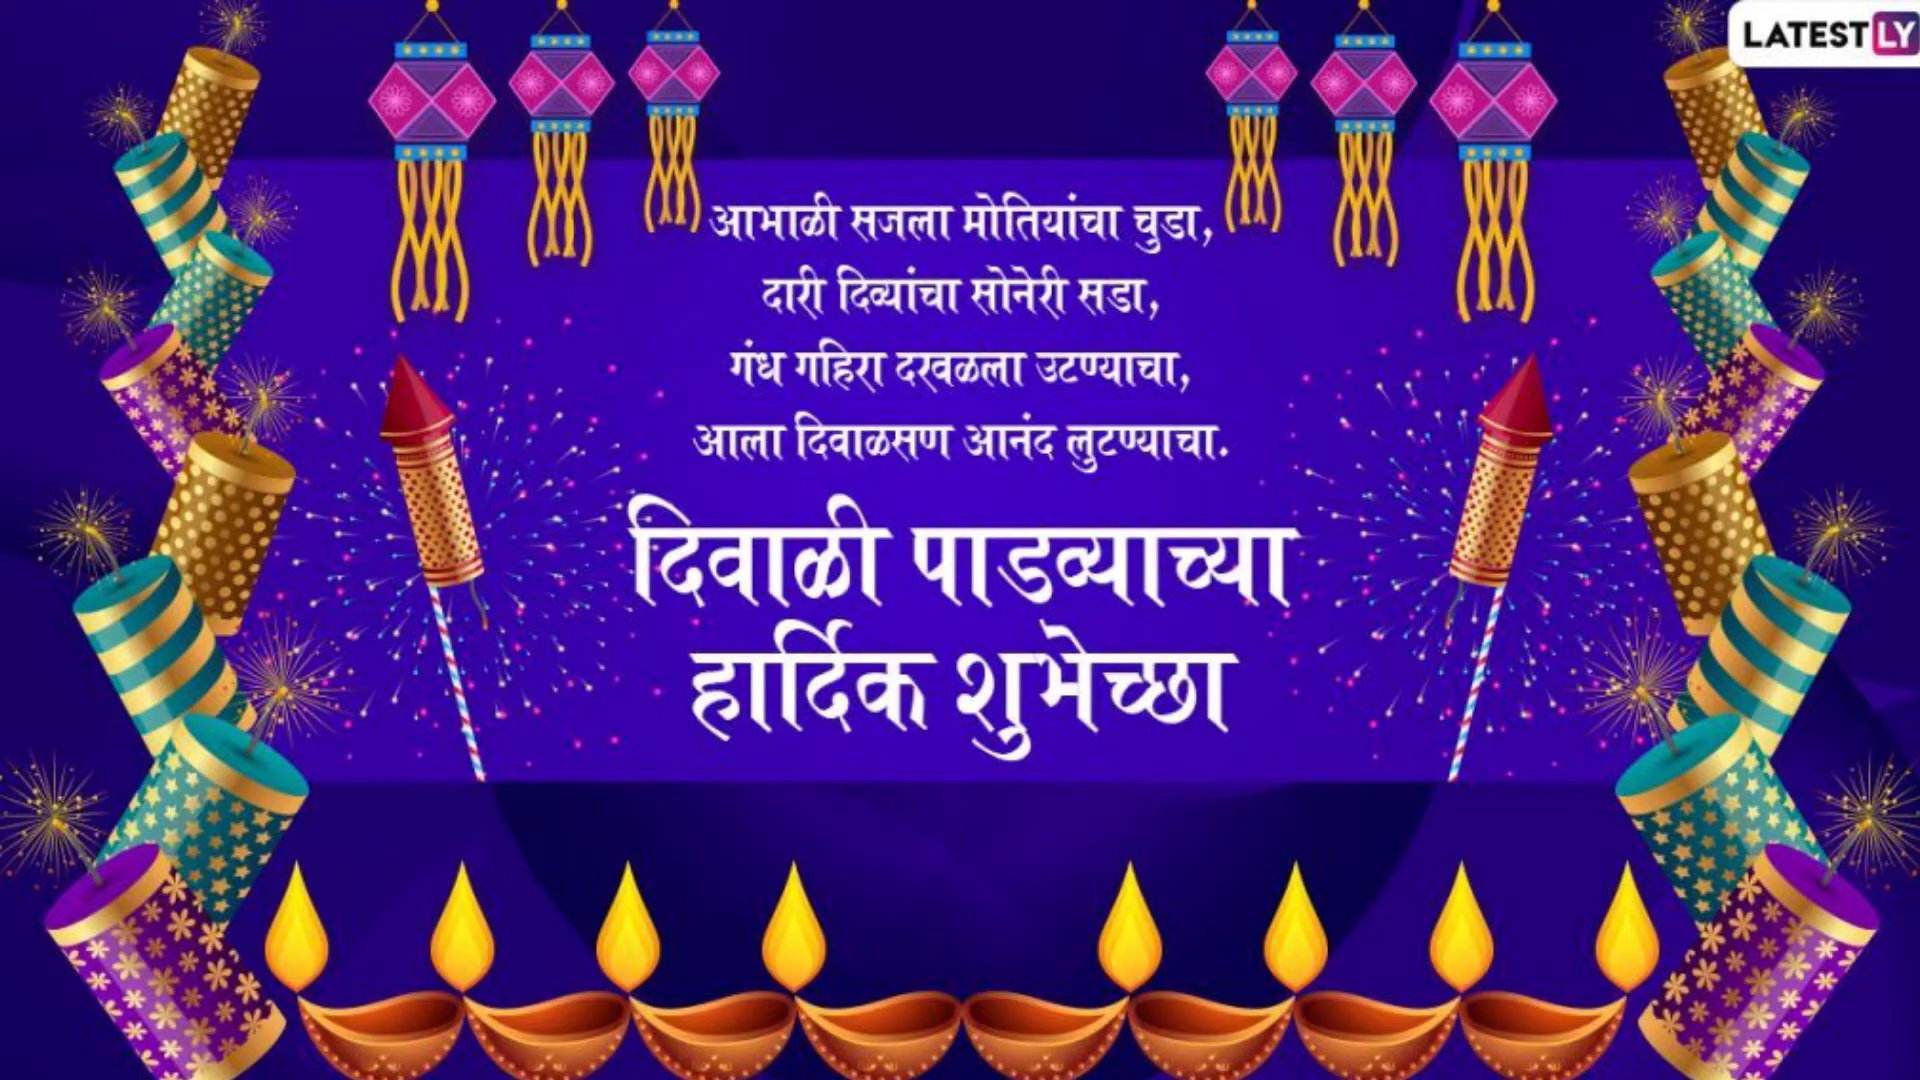 LATESTLY
आभाळी सजला मोतियांचा चुडा,
दारी दिव्यांचा सोनेरी सडा,
गंध गहिरा दरवळला उटण्याचा,
आला दिवाळसण आनंद लुटण्याचा.
दिवाळी पाडव्याच्या
हार्दिक शुभेच्छा